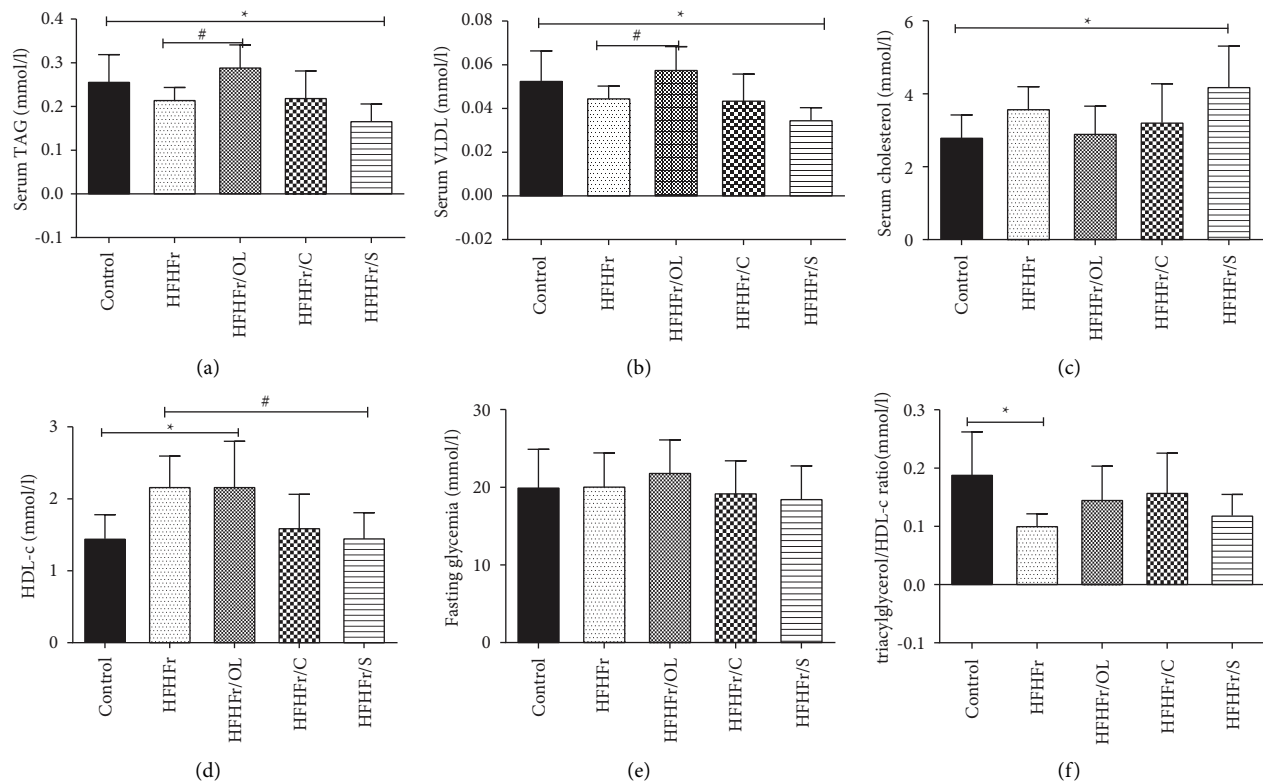 Serum TAG (mmol/l)
0.4
0.3
0.2
0.1
0.0
-0.1
*
#
Control
HFHFr
HFHFr/OL
HFHFr/C
HFHFr/S
(a)
Serum VLDL (mmol/l)
0.08
0.06
0.04
0.02
0.00
-0.02
*
#
Control
HFHFr
HFHFr/OL
HFHFr/C
HFHFr/S
(b)
Serum cholesterol (mmol/l)
6
4
2
0
*
Control
HFHFr
HFHFr/OL
HFHFr/C
HFHFr/S
(c)
HDL-c (mmol/l)
3
2
1
0
#
*
Control
HFHFr
HFHFr/OL
HFHFr/C
HFHFr/S
(d)
Fasting glycemia (mmol/l)
30
20
10
0
Control
HFHFr
HFHFr/OL
HFHFr/C
HFHFr/S
(e)
triacylglycerol/HDL-c ratio(mmol/l)
0.3
0.2
0.1
0.0
-0.1
*
Control
HFHFr
HFHFr/OL
HFHFr/C
HFHFr/S
(f)